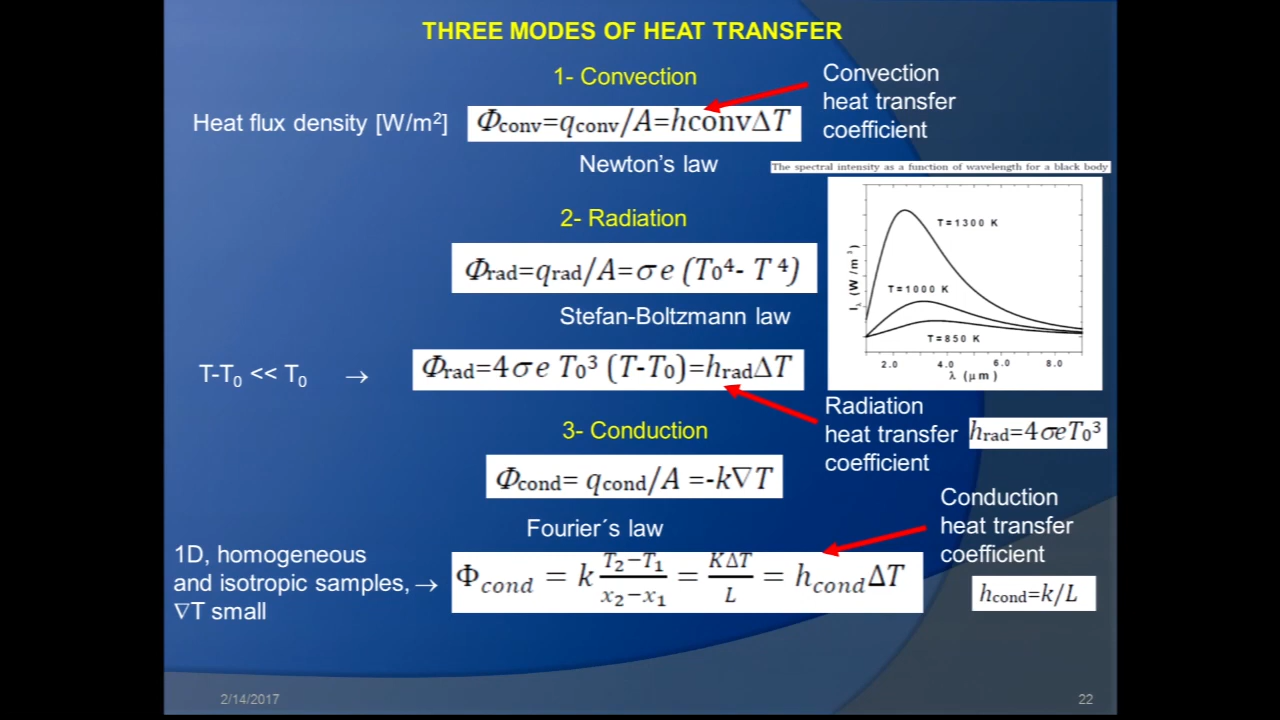 THREE MODES OF HEAT TRANSFER
1- Convection
Convection
heat transfer
coefficient
Heat flux density [W/m²]
Φconv=qconv/A=hconvΔT
Newton's law
The spectral intensity as a function of wavelength for a black body
2- Radiation
Φrad=qrad/A=σe (T₀⁴- T⁴)
Stefan-Boltzmann law
I_λ (W/m³)
T=1300 K
T=1000 K
T=850 K
2.0 4.0 6.0 8.0
λ (μm)
T-T₀ << T₀ →
Φrad=4σe T₀³ (T-T₀)=hradΔT
Radiation
heat transfer
coefficient
hrad=4σeT₀³
3- Conduction
Φcond= qcond/A =-k∇T
Fourier´s law
Conduction
heat transfer
coefficient
1D, homogeneous
and isotropic samples, →
∇T small
Φcond = k (T₂−T₁)/(x₂−x₁) = KΔT/L = hcondΔT
hcond=k/L
2/14/2017
22